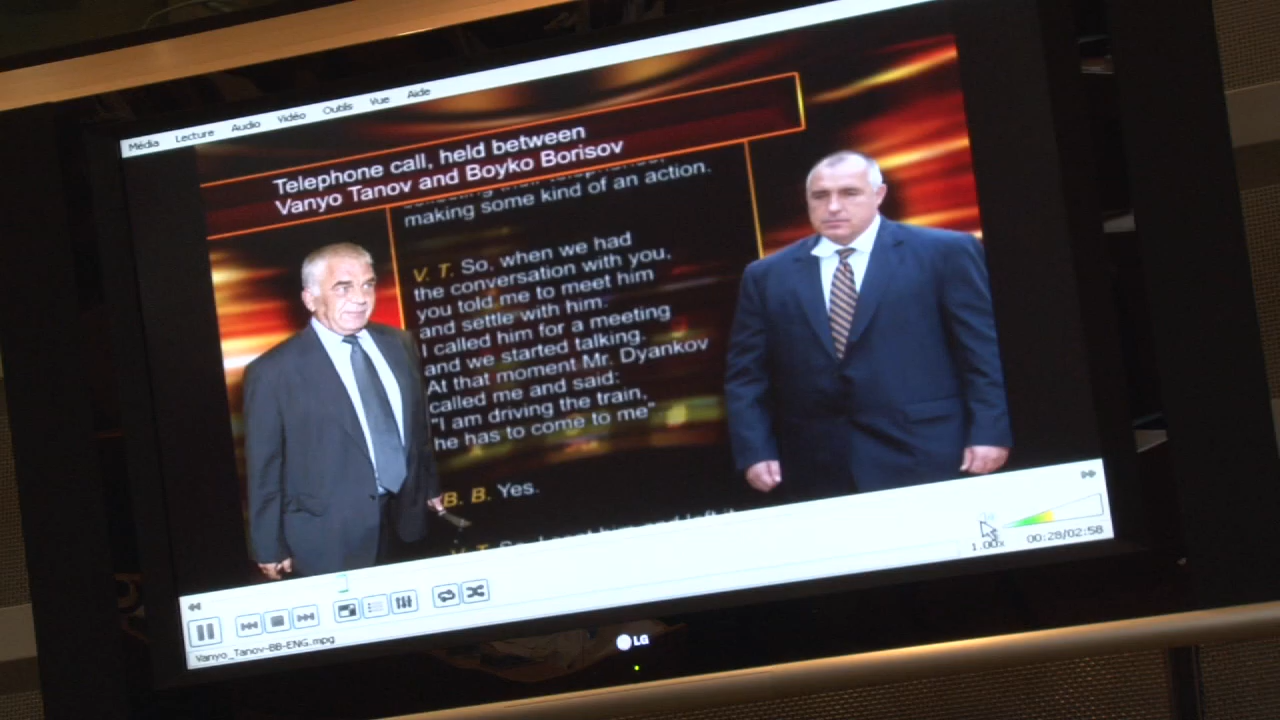 Média Lecture Audio Vidéo Outils Vue Aide
Telephone call, held between
Vanyo Tanov and Boyko Borisov
making some kind of an action.
V. T. So, when we had
the conversation with you,
you told me to meet him
and settle with him.
I called him for a meeting
and we started talking.
At that moment Mr. Dyankov
called me and said:
"I am driving the train,
he has to come to me"
B. B. Yes.
1.00x 00:28/02:58
Vanyo_Tanov-BB-ENG.mpg
LG